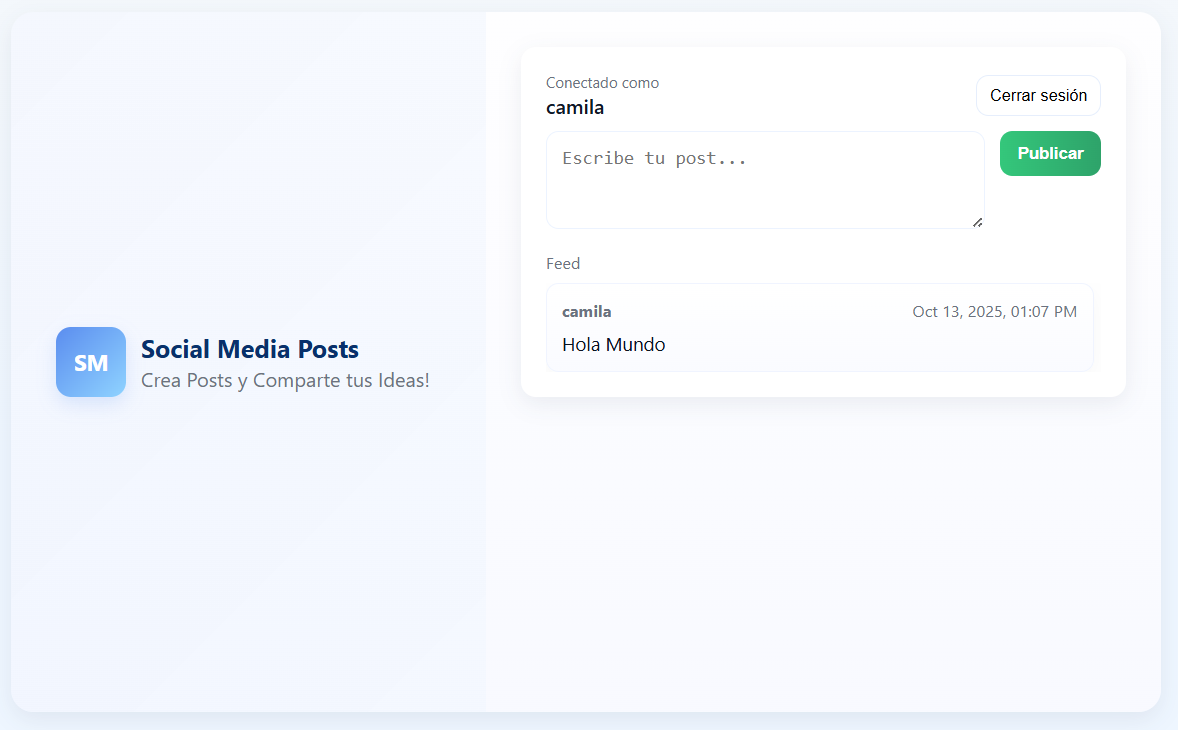 SM
Social Media Posts
Crea Posts y Comparte tus Ideas!
Conectado como
camila
Cerrar sesión
Escribe tu post...
Publicar
Feed
camila Oct 13, 2025, 01:07 PM
Hola Mundo